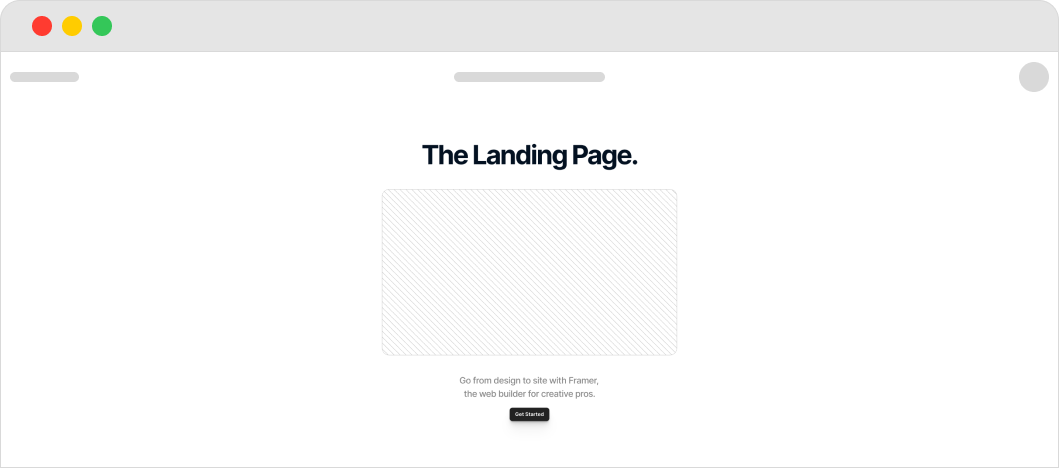 The Landing Page.
Go from design to site with Framer,
the web builder for creative pros.
Get Started